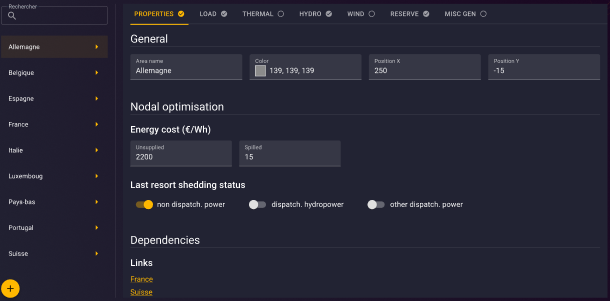 Rechercher
Allemagne
Belgique
Espagne
France
Italie
Luxembourg
Pays-bas
Portugal
Suisse
PROPERTIES LOAD THERMAL HYDRO WIND RESERVE MISC GEN
General
Area name Color Position X Position Y
Allemagne 139, 139, 139 250 -15
Nodal optimisation
Energy cost (€/Wh)
Unsupplied Spilled
2200 15
Last resort shedding status
non dispatch. power dispatch. hydropower other dispatch. power
Dependencies
Links
France
Suisse